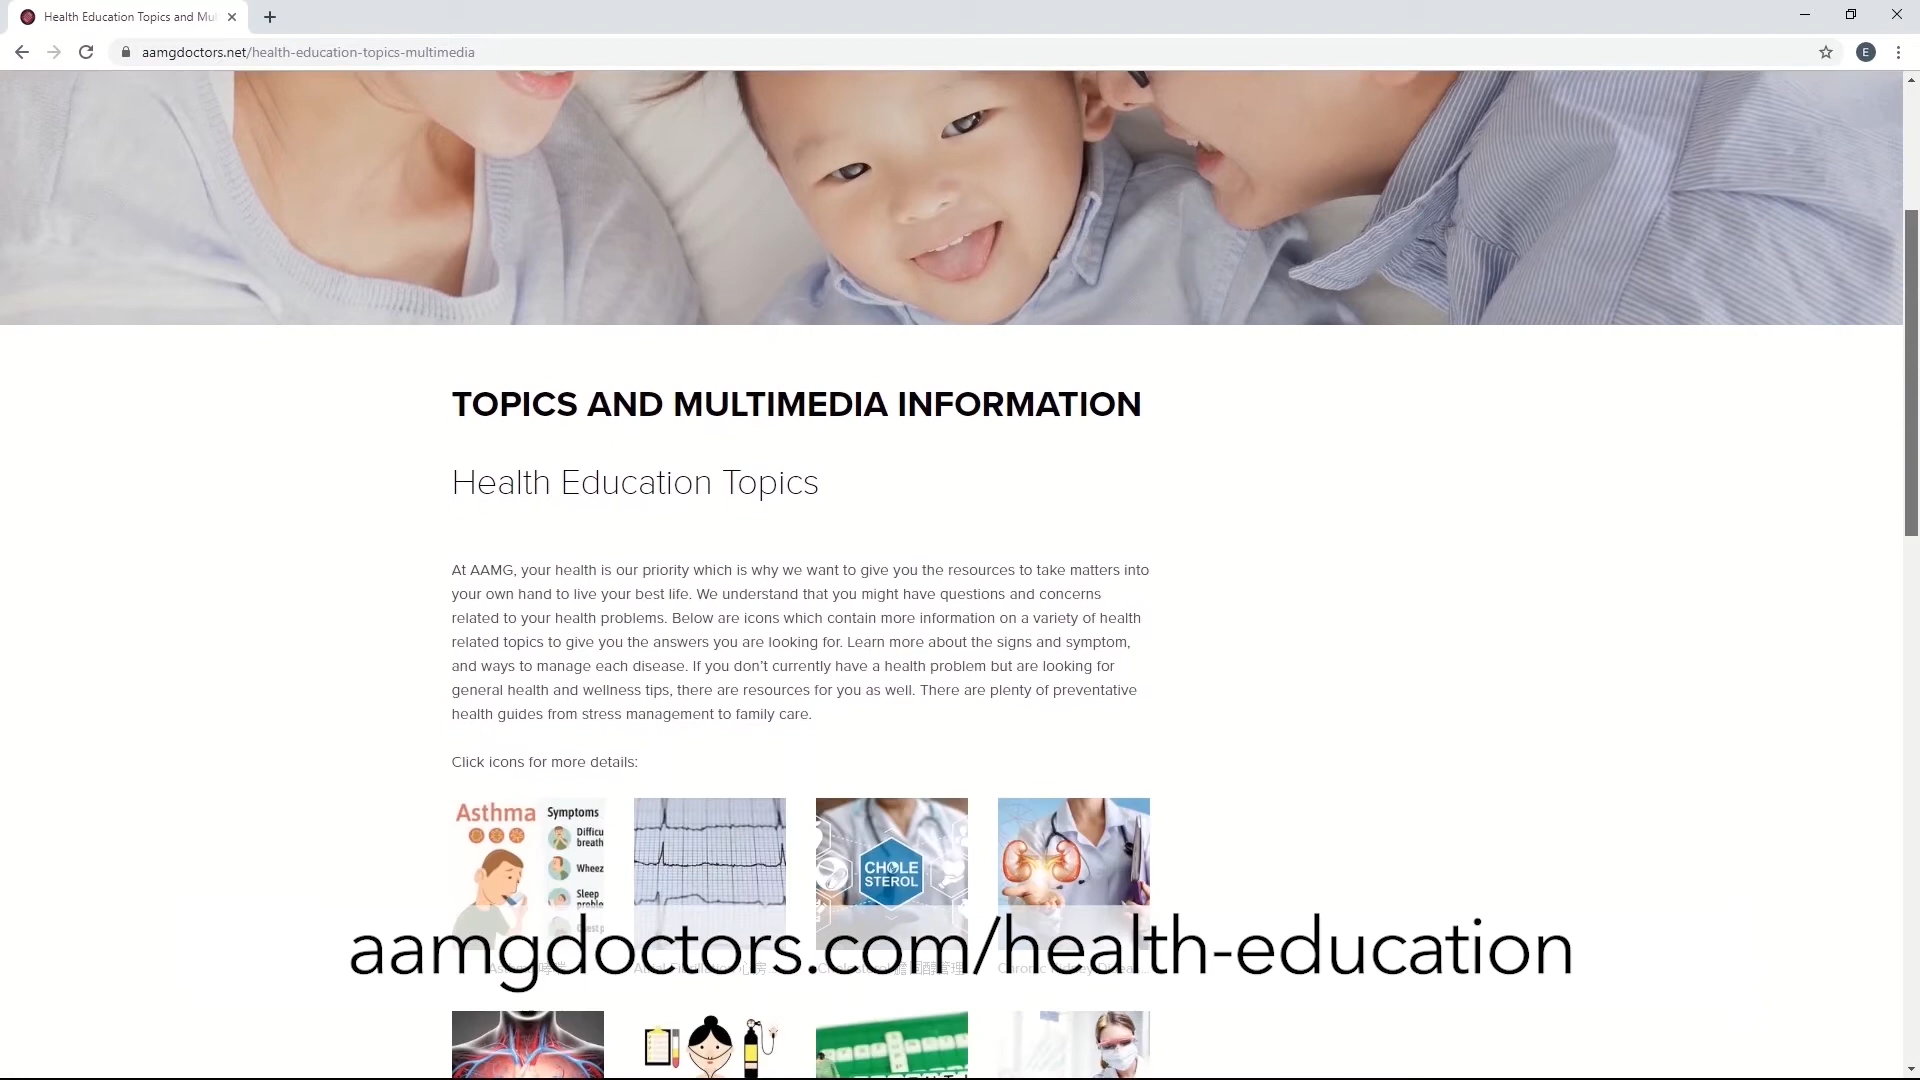 Health Education Topics and Mu
aamgdoctors.net/health-education-topics-multimedia
E
TOPICS AND MULTIMEDIA INFORMATION
Health Education Topics
At AAMG, your health is our priority which is why we want to give you the resources to take matters into
your own hand to live your best life. We understand that you might have questions and concerns
related to your health problems. Below are icons which contain more information on a variety of health
related topics to give you the answers you are looking for. Learn more about the signs and symptom,
and ways to manage each disease. If you don't currently have a health problem but are looking for
general health and wellness tips, there are resources for you as well. There are plenty of preventative
health guides from stress management to family care.
Click icons for more details:
Asthma
Symptoms
Difficu
breath
Wheez
Sleep
proble
CHOLE
STEROL
aamgdoctors.com/health-education